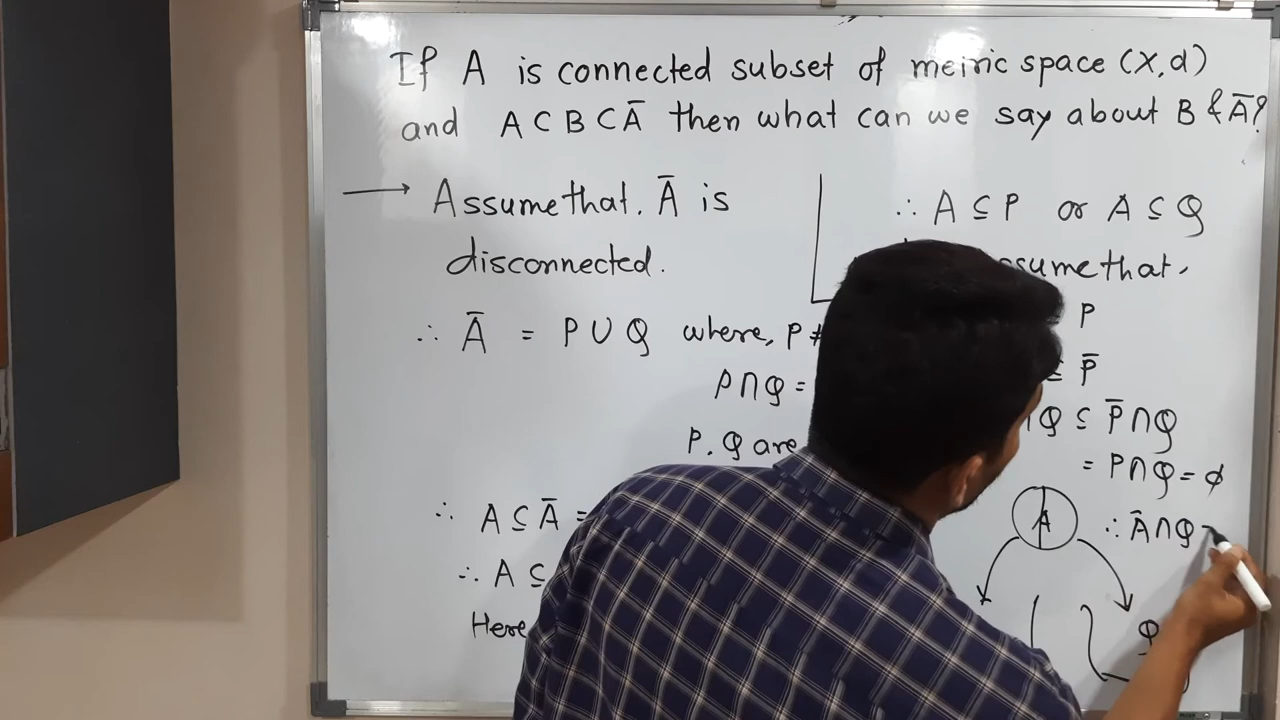 If A is connected subset of metric space (X,d)
and A ⊂ B ⊂ Ā then what can we say about B & Ā?
→ Assume that. Ā is
disconnected.
∴ Ā = P ∪ Q where, P ≠
P ∩ Q =
P. Q are
∴ A ⊆ Ā =
∴ A ⊆
Here
∴ A ⊆ P or A ⊆ Q
assume that,
P
⊆ P̄
∩ Q ⊆ P̄ ∩ Q
= P ∩ Q = ϕ
A ∴ Ā ∩ Q =
Q